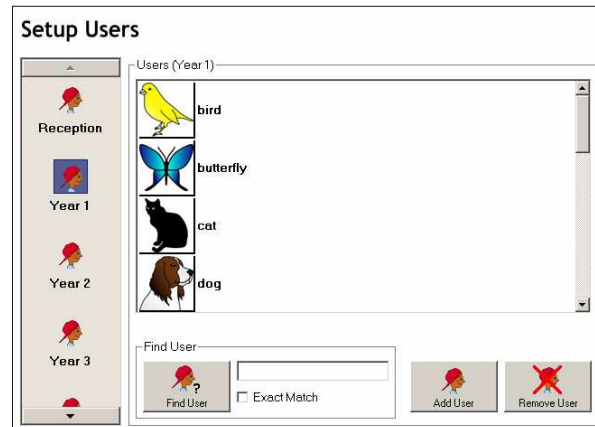 Setup Users
Reception
Year 1
Year 2
Year 3
Users (Year 1)
bird
butterfly
cat
dog
Find User
?
Find User
Exact Match
Add User
Remove User